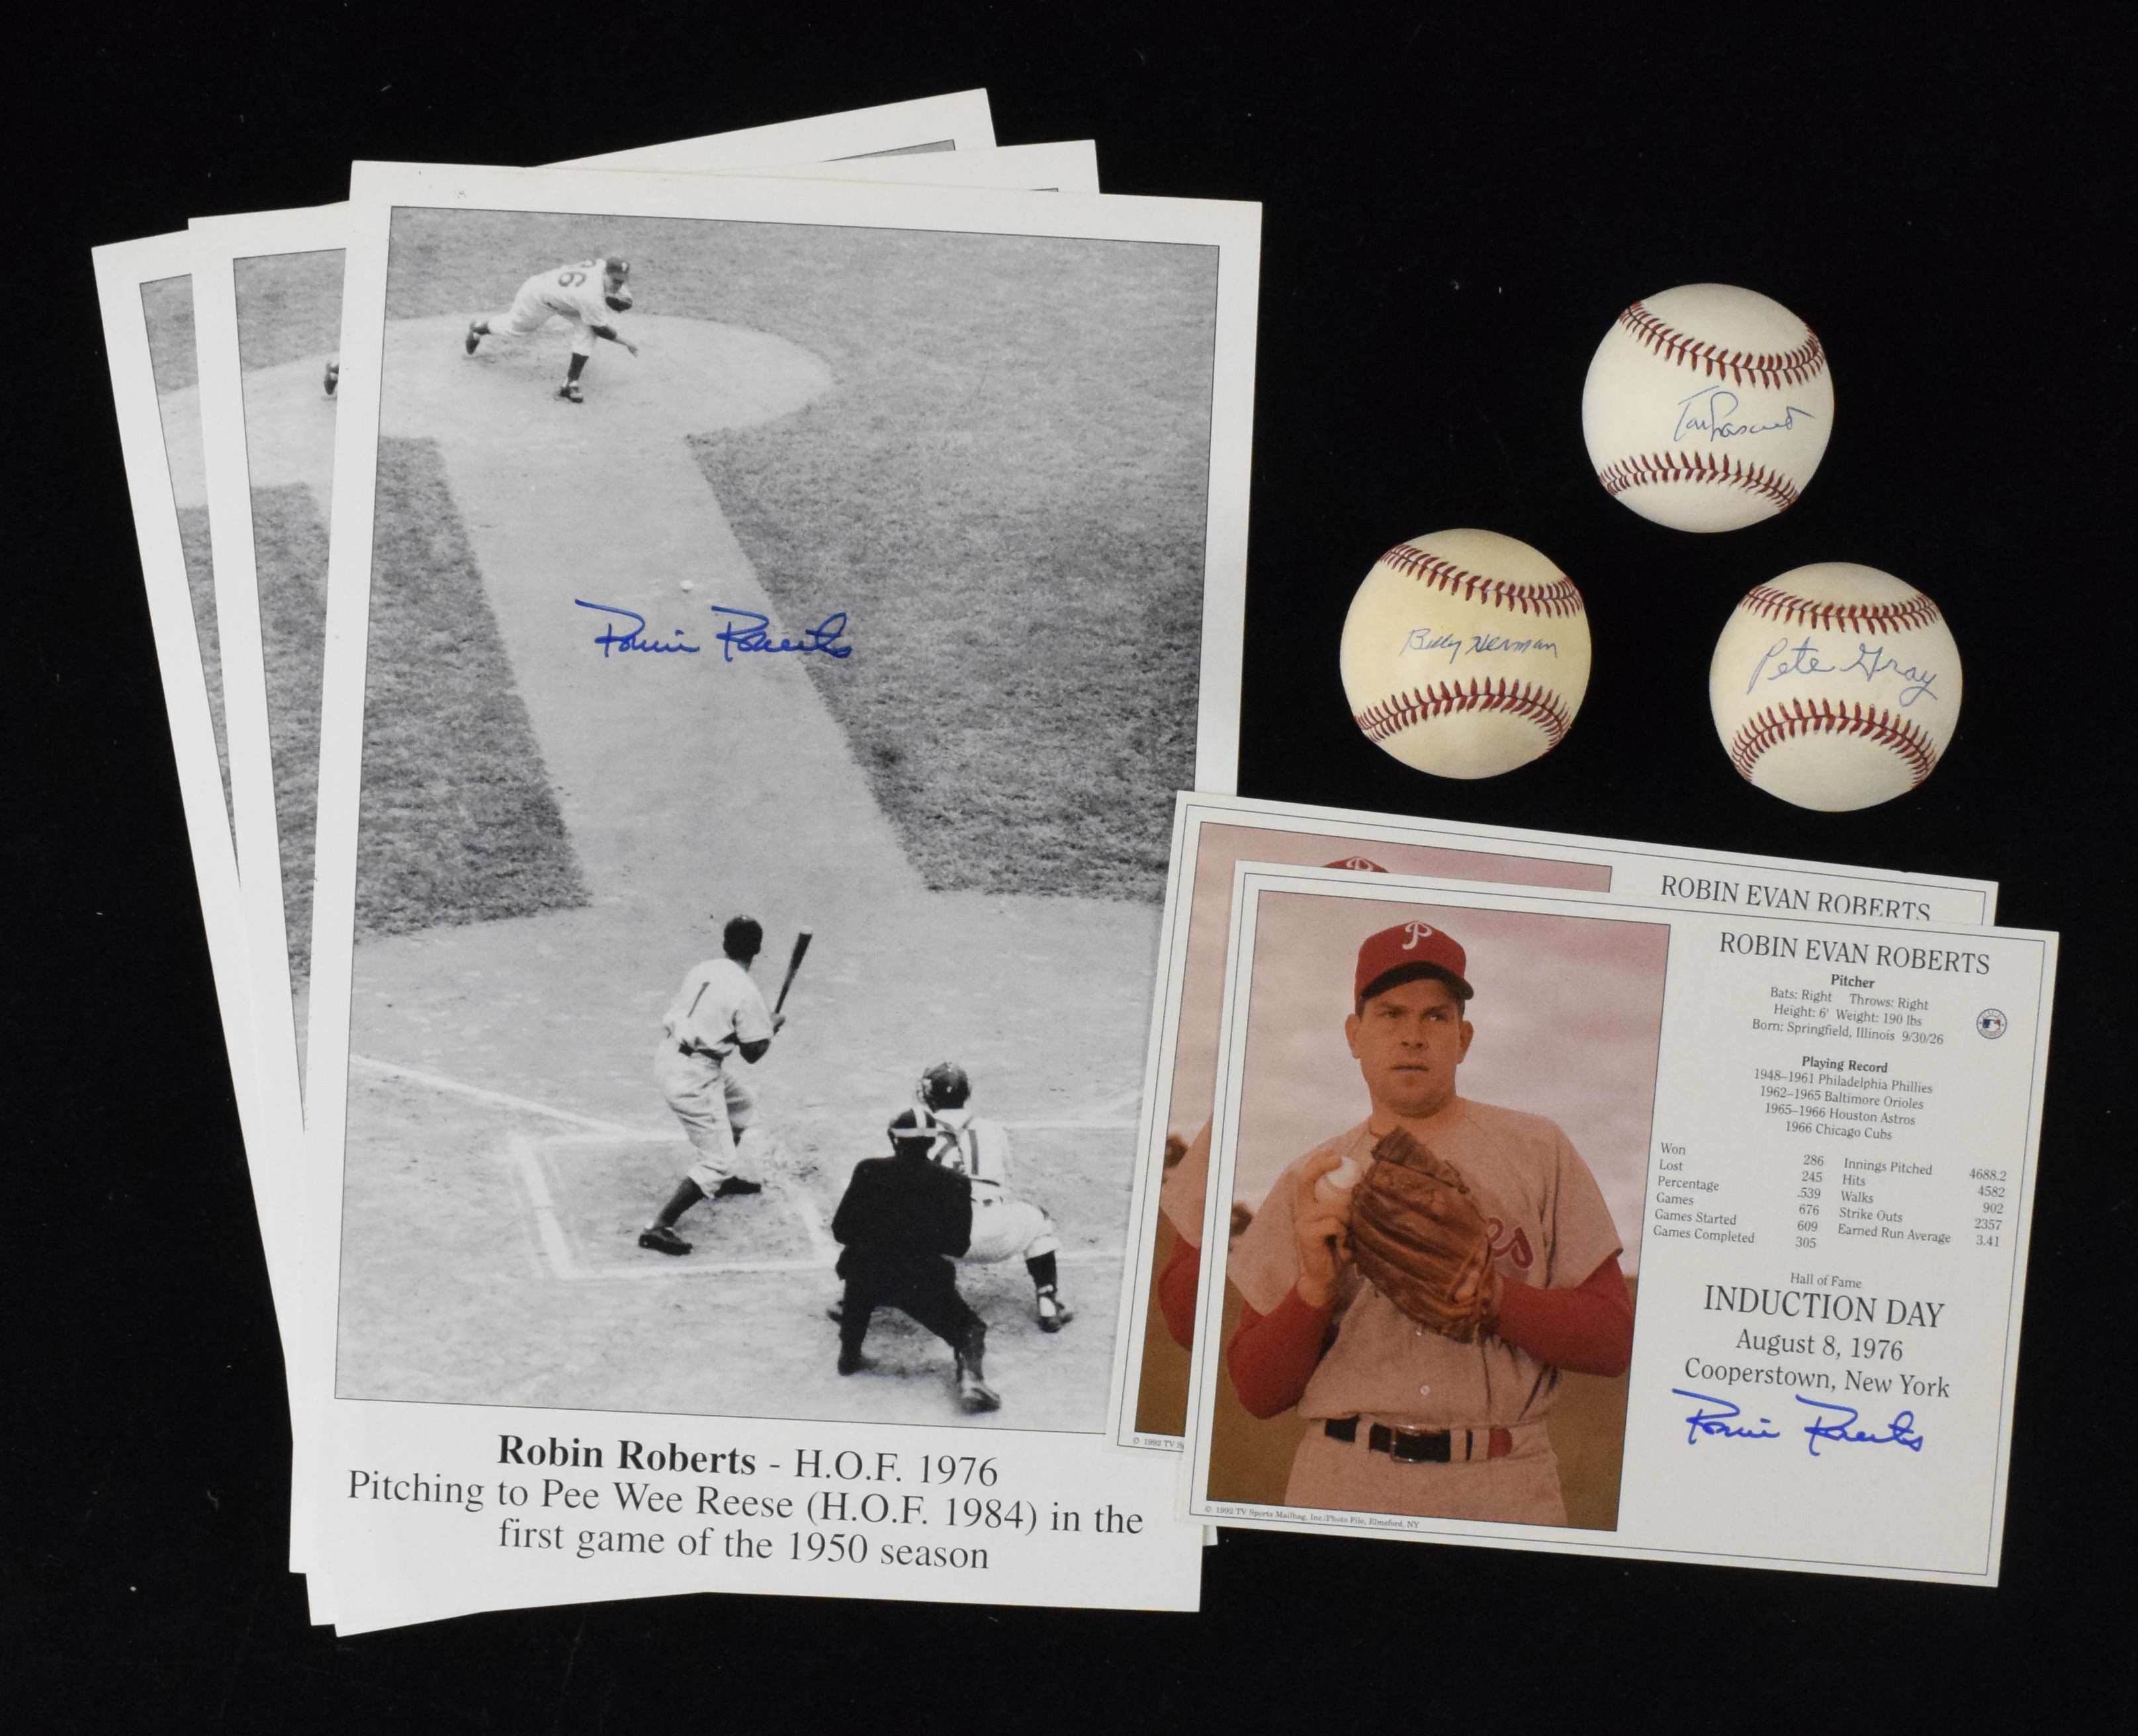 36
Robin Roberts
1
Robin Roberts - H.O.F. 1976
Pitching to Pee Wee Reese (H.O.F. 1984) in the
first game of the 1950 season
Billy Herman
Pete Gray
ROBIN EVAN ROBERTS
© 1992 TV S
P
ROBIN EVAN ROBERTS
Pitcher
Bats: Right Throws: Right
Height: 6' Weight: 190 lbs
Born: Springfield, Illinois 9/30/26
Playing Record
1948–1961 Philadelphia Phillies
1962–1965 Baltimore Orioles
1965–1966 Houston Astros
1966 Chicago Cubs
Won 286 Innings Pitched 4688.2
Lost 245 Hits 4582
Percentage .539 Walks 902
Games 676 Strike Outs 2357
Games Started 609 Earned Run Average 3.41
Games Completed 305
Hall of Fame
INDUCTION DAY
August 8, 1976
Cooperstown, New York
Robin Roberts
© 1992 TV Sports Mailbag, Inc./Photo File, Elmsford, NY